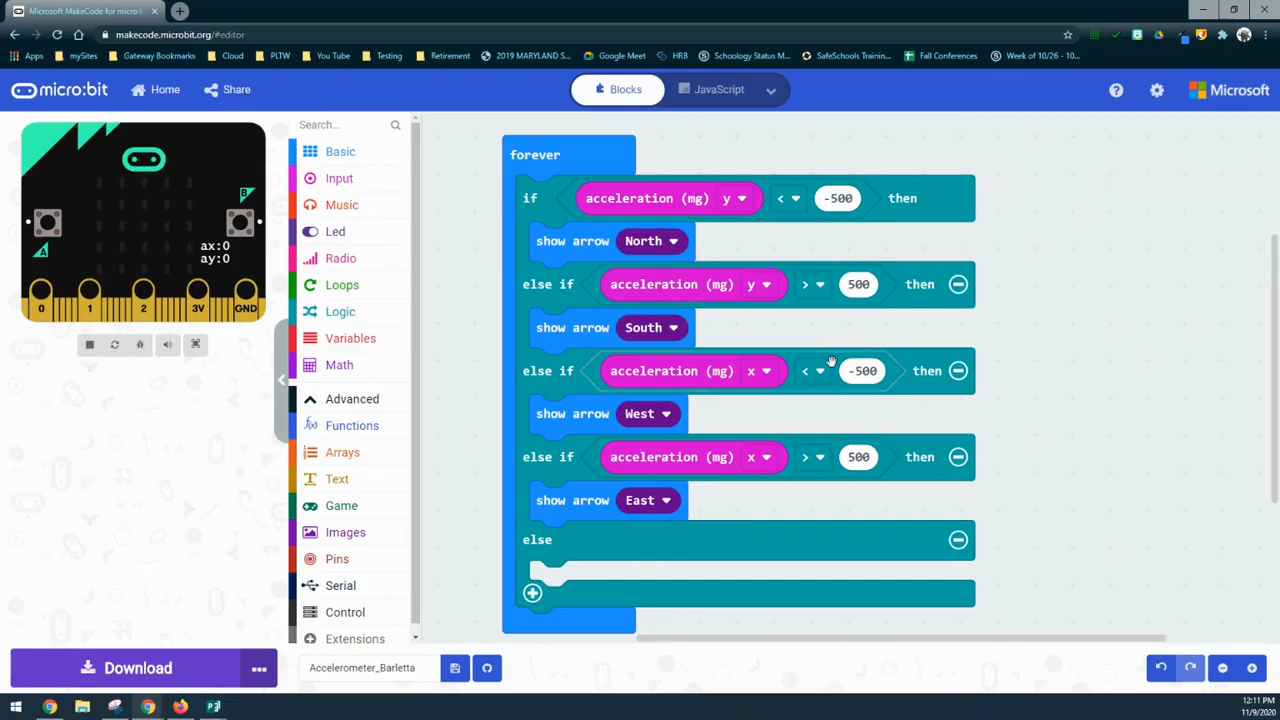 Microsoft MakeCode for micro:b
makecode.microbit.org/#editor
Apps mySites Gateway Bookmarks Cloud PLTW You Tube Testing Retirement 2019 MARYLAND S... Google Meet HRB Schoology Status M... SafeSchools Trainin... Fall Conferences Week of 10/26 - 10...
micro:bit Home Share Blocks JavaScript Microsoft
Search...
Basic
Input
Music
Led
Radio
Loops
Logic
Variables
Math
Advanced
Functions
Arrays
Text
Game
Images
Pins
Serial
Control
Extensions
B
A
ax:0
ay:0
0 1 2 3V GND
forever
if acceleration (mg) y < -500 then
show arrow North
else if acceleration (mg) y > 500 then
show arrow South
else if acceleration (mg) x < -500 then
show arrow West
else if acceleration (mg) x > 500 then
show arrow East
else
Download
Accelerometer_Barletta
12:11 PM
11/9/2020